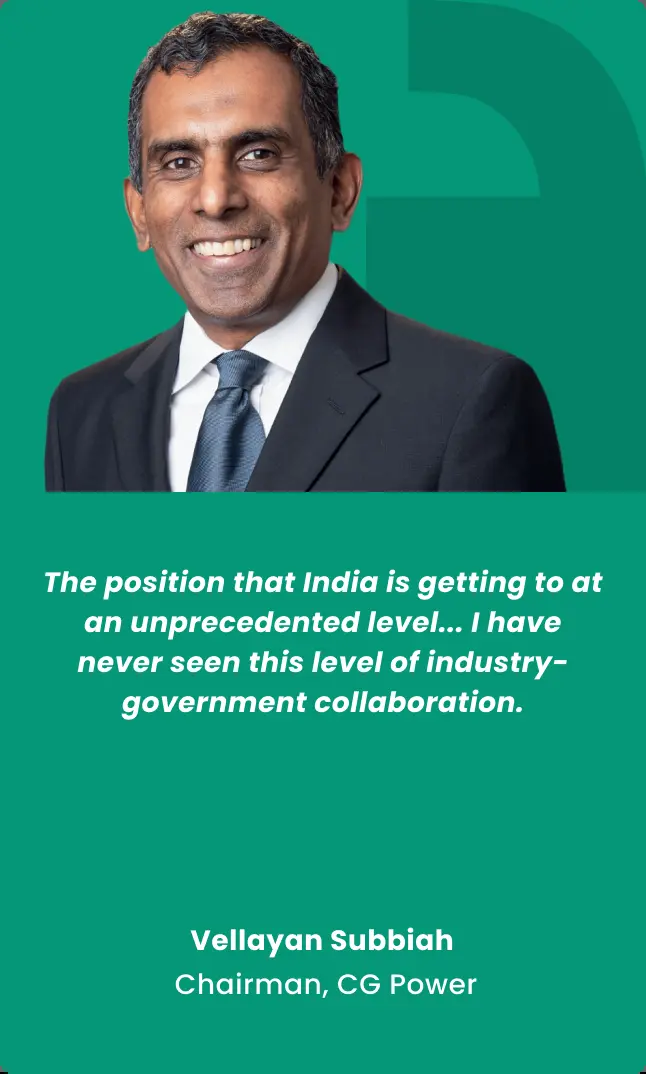 The position that India is getting to at
an unprecedented level... I have
never seen this level of industry-
government collaboration.
Vellayan Subbiah
Chairman, CG Power